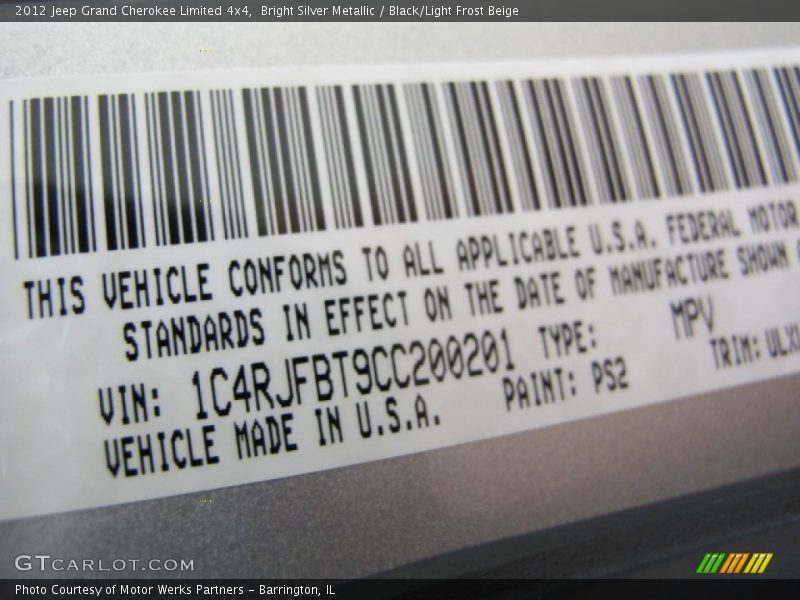 2012 Jeep Grand Cherokee Limited 4x4, Bright Silver Metallic / Black/Light Frost Beige
THIS VEHICLE CONFORMS TO ALL APPLICABLE U.S.A. FEDERAL MOTOR
STANDARDS IN EFFECT ON THE DATE OF MANUFACTURE SHOWN
VIN: 1C4RJFBT9CC200201 TYPE: MPV
VEHICLE MADE IN U.S.A. PAINT: PS2 TRIM:
GTCARLOT.COM
Photo Courtesy of Motor Werks Partners - Barrington, IL